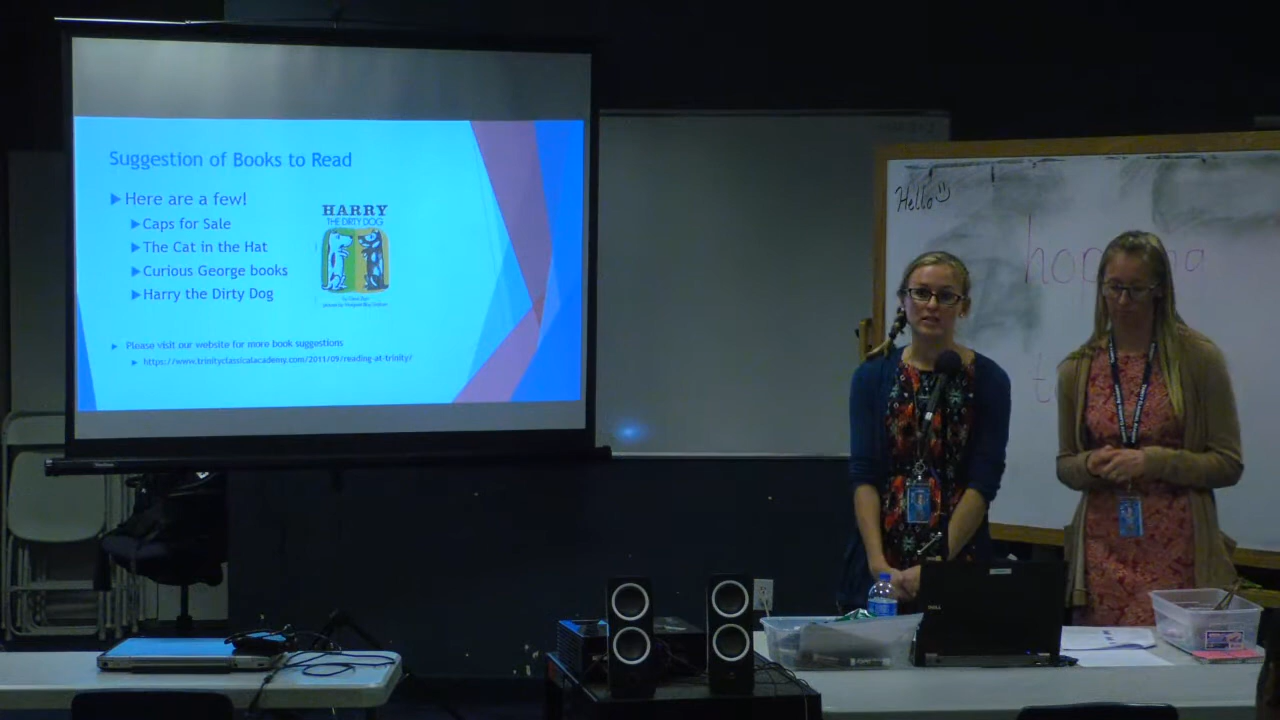 Suggestion of Books to Read
Here are a few!
Caps for Sale
The Cat in the Hat
Curious George books
Harry the Dirty Dog
HARRY
THE DIRTY DOG
Please visit our website for more book suggestions
https://www.trinityclassicalacademy.com/2011/09/reading-at-trinity/
Hello
DELL